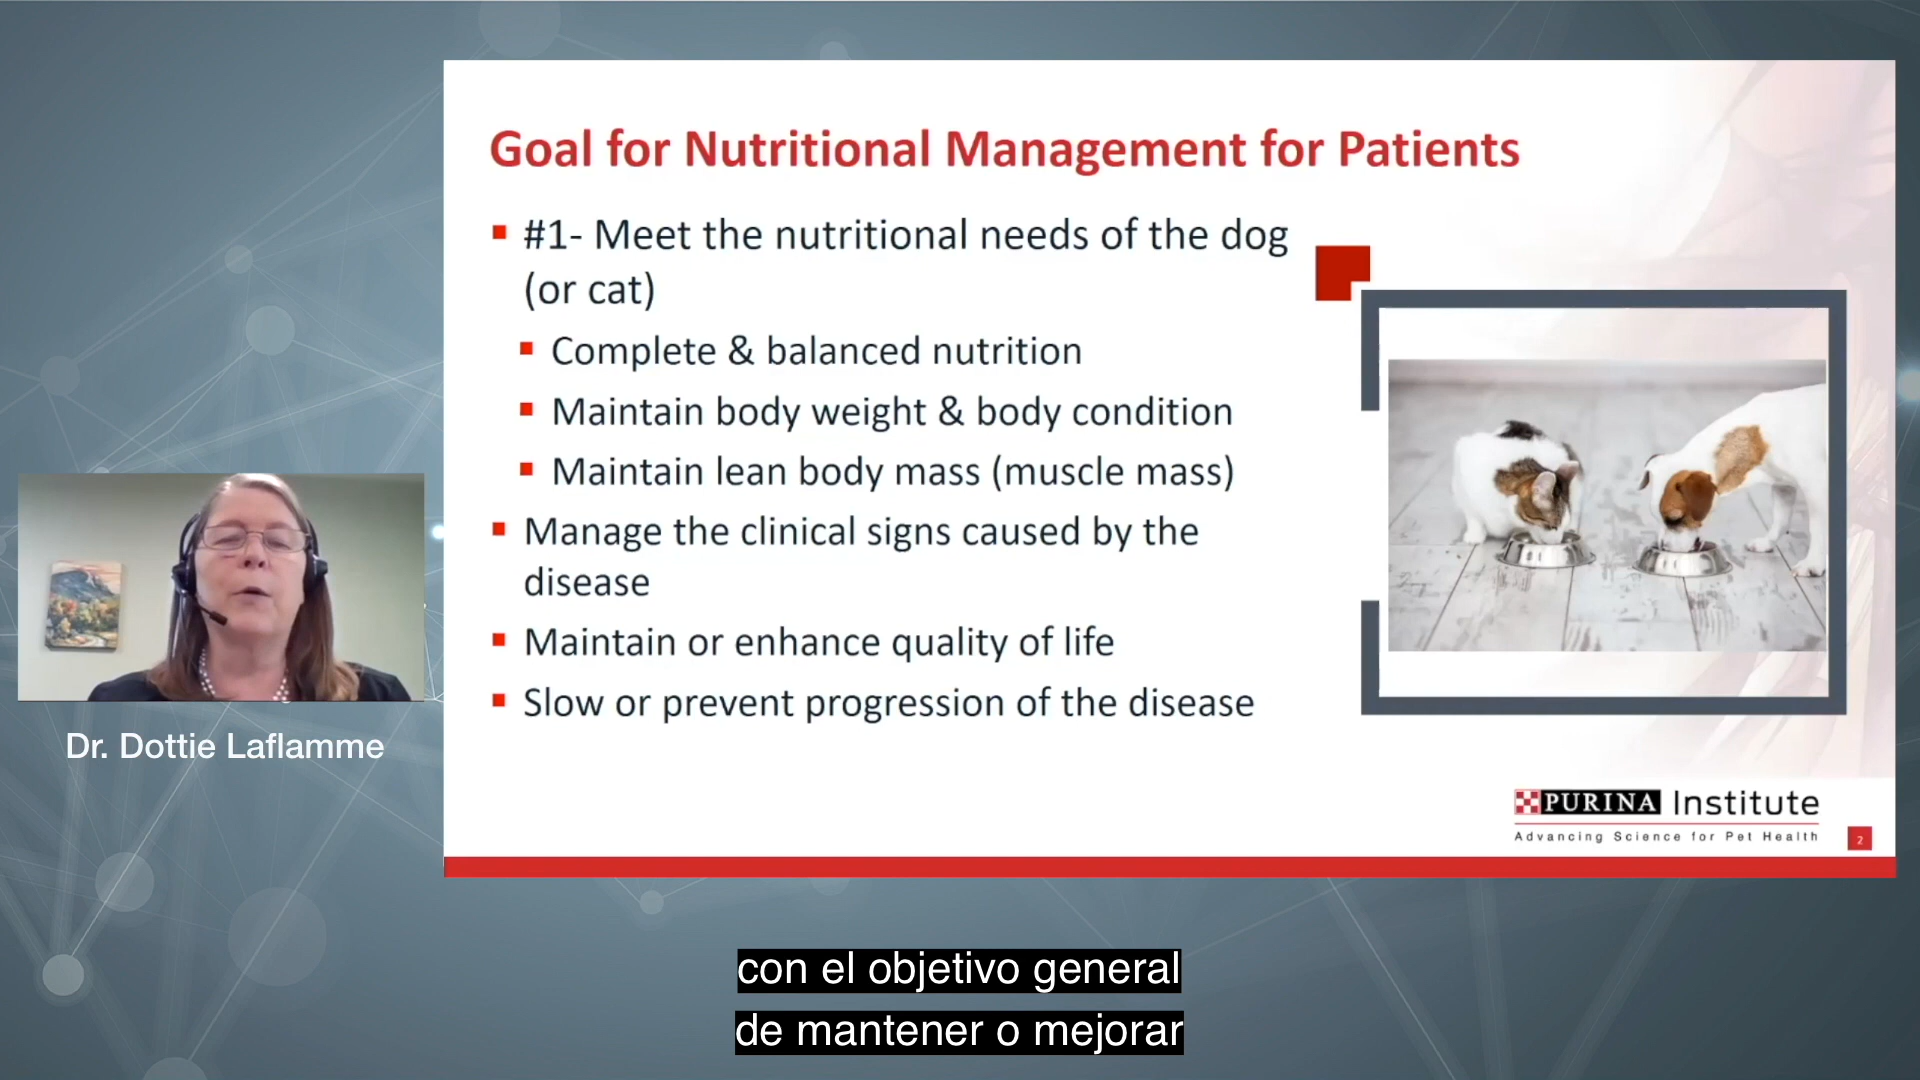 Goal for Nutritional Management for Patients
#1- Meet the nutritional needs of the dog
(or cat)
Complete & balanced nutrition
Maintain body weight & body condition
Maintain lean body mass (muscle mass)
Manage the clinical signs caused by the
disease
Maintain or enhance quality of life
Slow or prevent progression of the disease
Dr. Dottie Laflamme
PURINA Institute
Advancing Science for Pet Health
2
con el objetivo general
de mantener o mejorar